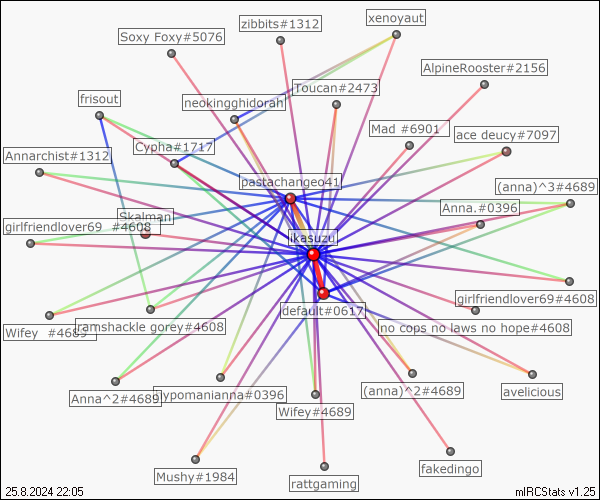 zibbits#1312
xenoyaut
Soxy Foxy#5076
AlpineRooster#2156
Toucan#2473
frisout
neokingghidorah
Mad #6901
ace deucy#7097
Cypha#1717
Annarchist#1312
pastachangeo41
(anna)^3#4689
Anna.#0396
Skalman
girlfriendlover69 #4608
ikasuzu
girlfriendlover69#4608
default#0617
Wifey #4689
ramshackle gorey#4608
no cops no laws no hope#4608
Anna^2#4689
hypomanianna#0396
(anna)^2#4689
avelicious
Wifey#4689
Mushy#1984
rattgaming
fakedingo
25.8.2024 22:05
mIRCStats v1.25